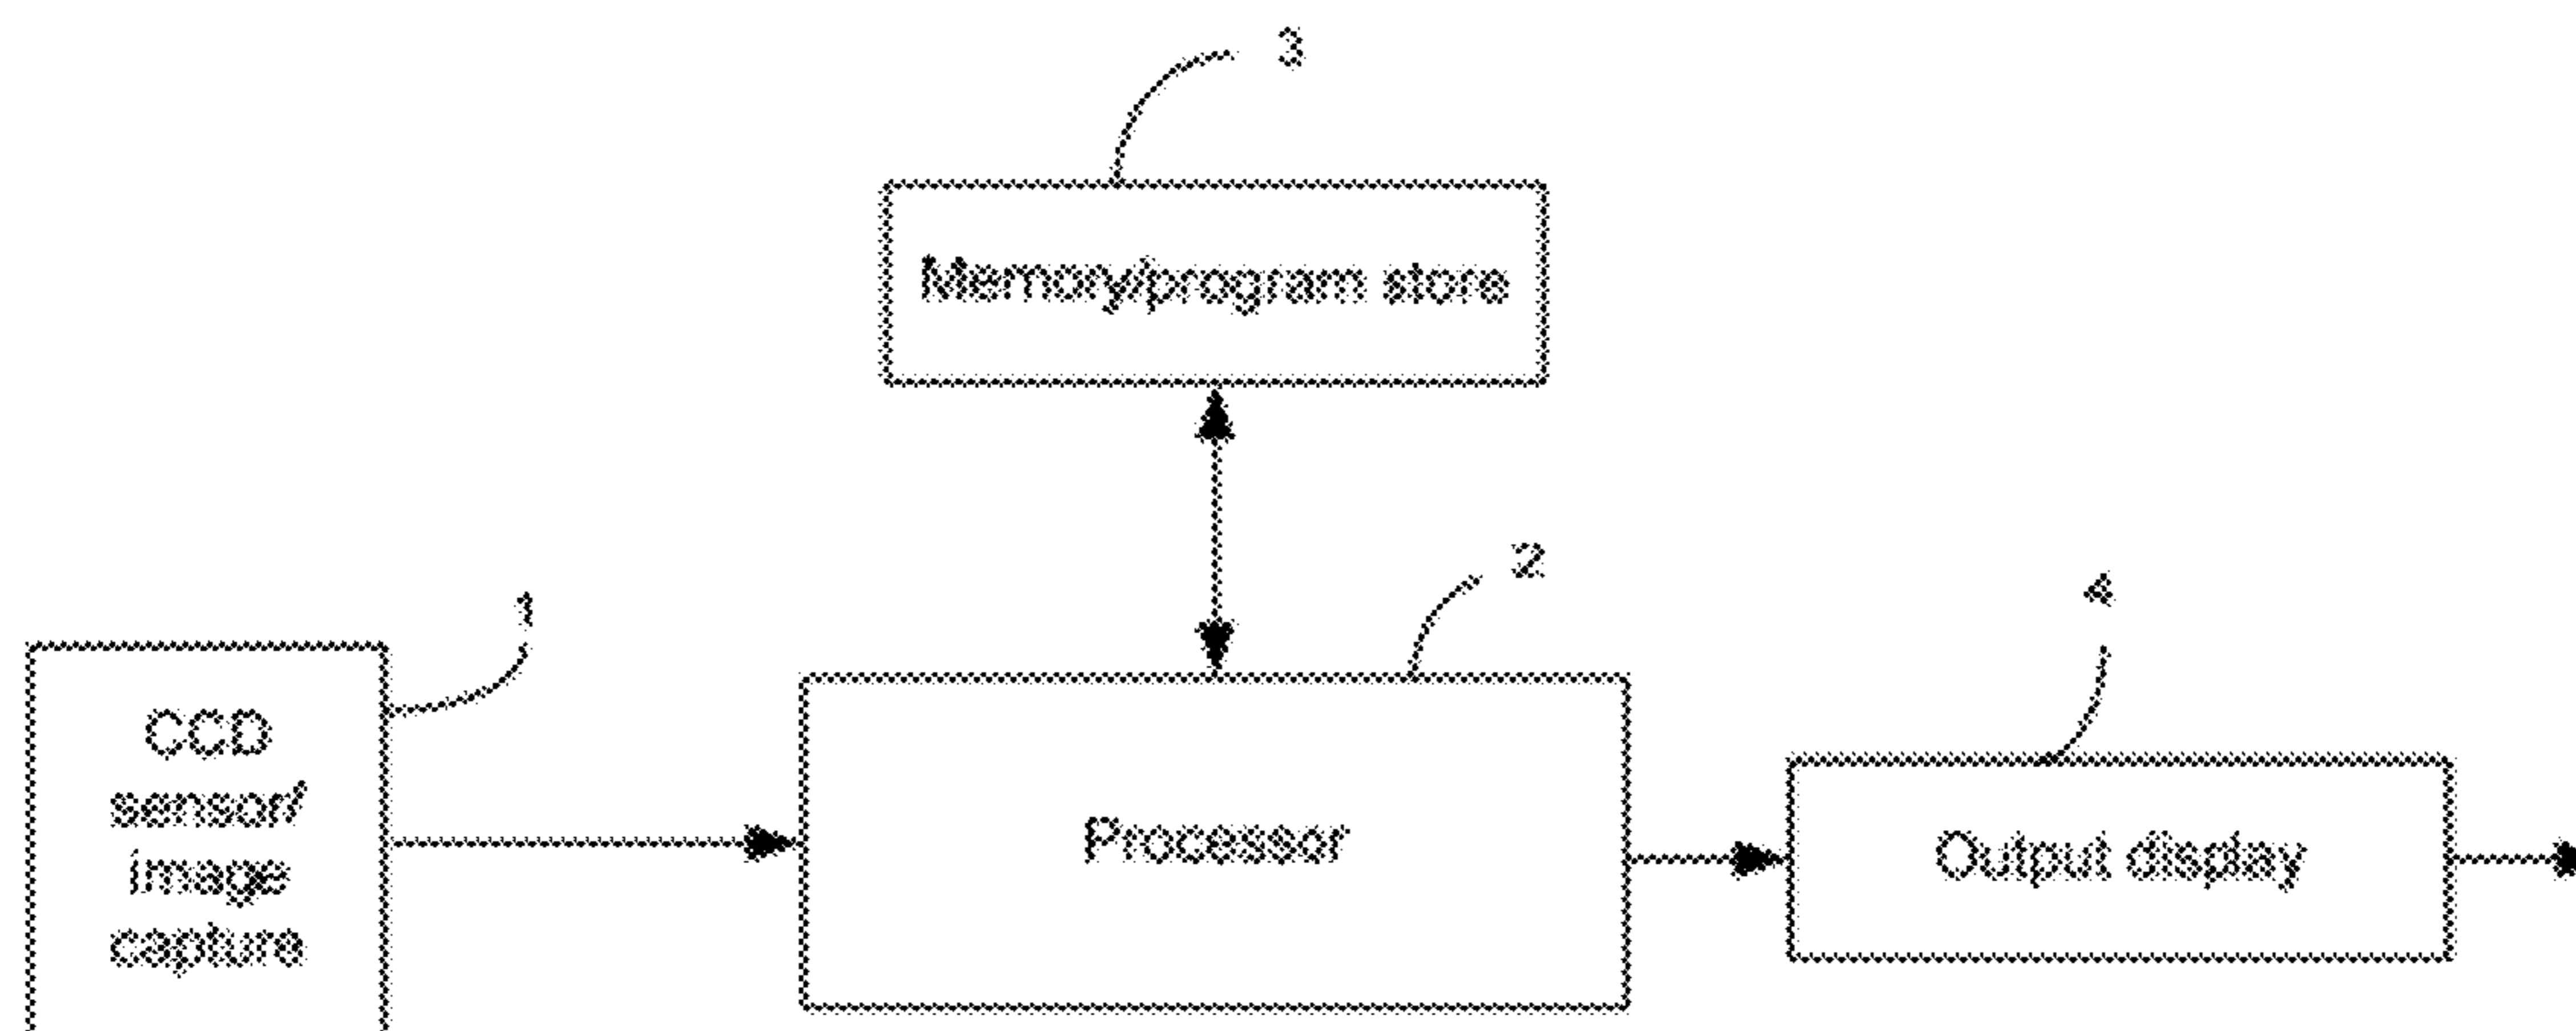 3
Memory/program store
2
4
1
CCD
sensor/
image
capture
Processor
Output display